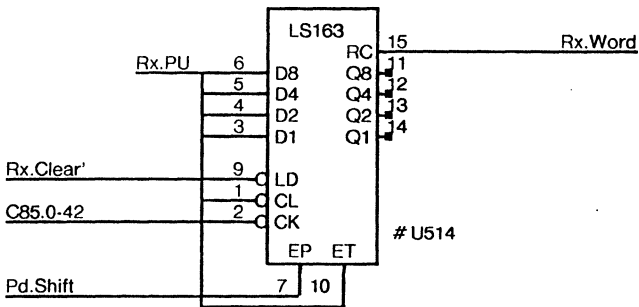 LS163
RC 15 Rx.Word
Rx.PU 6 D8 Q8 11
5 D4 Q4 12
4 D2 Q2 13
3 D1 Q1 14
Rx.Clear' 9 LD
1 CL
C85.0-42 2 CK
# U514
EP ET
Pd.Shift 7 10